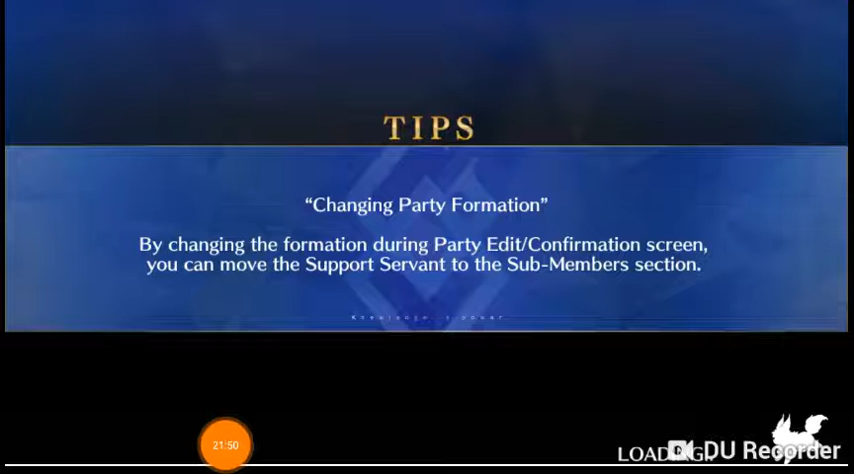 TIPS
“Changing Party Formation”
By changing the formation during Party Edit/Confirmation screen,
you can move the Support Servant to the Sub-Members section.
21:50
DU Recorder